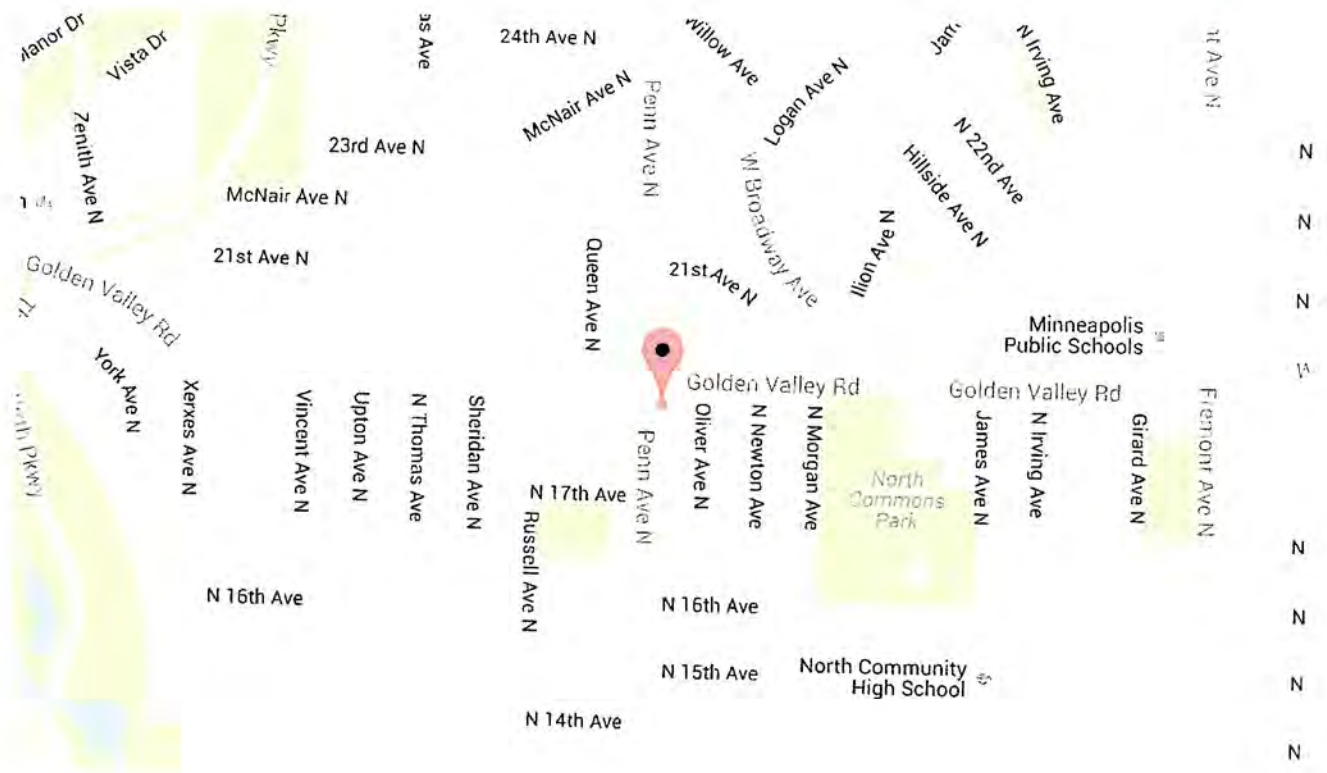 Vista Dr
24th Ave N
Willow Ave
N Irving Ave
Pkwy
Ave
Logan Ave N
Ave N
McNair Ave N
Penn Ave N
23rd Ave N
N 22nd Ave
Zenith Ave N
Hillside Ave N
N
McNair Ave N
W Broadway Ave
N
21st Ave N
Queen Ave N
21st Ave N
Ilion Ave N
Golden Valley Rd
N
Minneapolis
Public Schools
York Ave N
Golden Valley Rd
Golden Valley Rd
Xerxes Ave N
Vincent Ave N
Upton Ave N
N Thomas Ave
Sheridan Ave N
Penn Ave N
Oliver Ave N
N Newton Ave
N Morgan Ave
North
Commons
Park
James Ave N
N Irving Ave
Girard Ave N
Fremont Ave N
Pkwy
N 17th Ave
Russell Ave N
N
N 16th Ave
N 16th Ave
N
N 15th Ave
North Community
High School
N
N 14th Ave
N